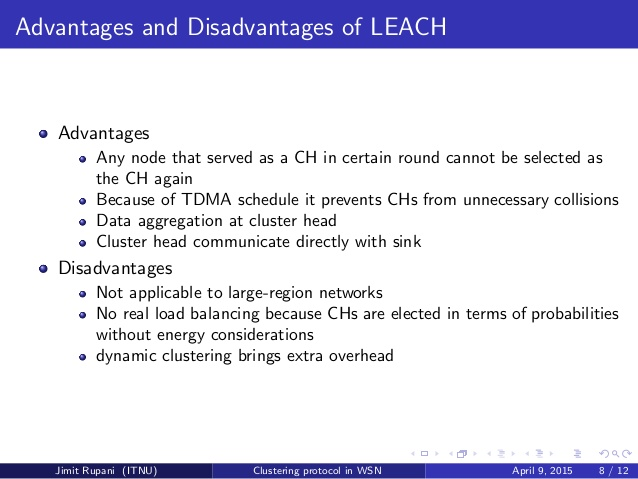 Advantages and Disadvantages of LEACH
Advantages
Any node that served as a CH in certain round cannot be selected as
the CH again
Because of TDMA schedule it prevents CHs from unnecessary collisions
Data aggregation at cluster head
Cluster head communicate directly with sink
Disadvantages
Not applicable to large-region networks
No real load balancing because CHs are elected in terms of probabilities
without energy considerations
dynamic clustering brings extra overhead
Jimit Rupani (ITNU) Clustering protocol in WSN April 9, 2015 8 / 12